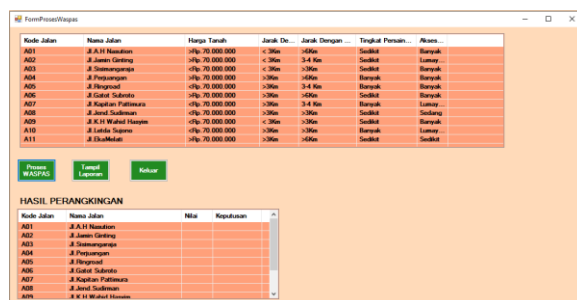 FormProsesWaspas
Kode Jalan Nama Jalan Harga Tanah Jarak De... Jarak Dengan ... Tingkat Persain... Akses...
A01 Jl.A.H Nasution >Rp.70.000.000 < 3Km >6Km Sedikit Banyak
A02 Jl.Jamin Ginting <Rp.70.000.000 < 3Km 3-4 Km Sedikit Lumay...
A03 Jl.Sisimangaraja <Rp.70.000.000 < 3Km >3Km Sedikit Banyak
A04 Jl.Perjuangan >Rp.70.000.000 >3Km >6Km Banyak Banyak
A05 Jl.Ringroad <Rp.70.000.000 >3Km 3-4 Km Sedikit Banyak
A06 Jl.Gatot Subroto >Rp.70.000.000 >3Km >6Km Banyak Banyak
A07 Jl.Kapitan Pattimura <Rp.70.000.000 >3Km 3-4 Km Sedikit Lumay...
A08 Jl.Jend.Sudirman >Rp.70.000.000 >3Km >3Km Sedikit Sedang
A09 Jl.K.H Wahid Hasyim >Rp.70.000.000 < 3Km >3Km Sedikit Banyak
A10 Jl.Letda Sujono >Rp.70.000.000 >3Km >3Km Banyak Lumay...
A11 Jl.EkaMelati >Rp.70.000.000 >3Km >6Km Sedikit Sedikit
Proses WASPAS
Tampil Laporan
Keluar
HASIL PERANGKINGAN
Kode Jalan Nama Jalan Nilai Keputusan
A01 Jl.A.H Nasution
A02 Jl.Jamin Ginting
A03 Jl.Sisimangaraja
A04 Jl.Perjuangan
A05 Jl.Ringroad
A06 Jl.Gatot Subroto
A07 Jl.Kapitan Pattimura
A08 Jl.Jend.Sudirman
A09 Jl.K.H Wahid Hasyim